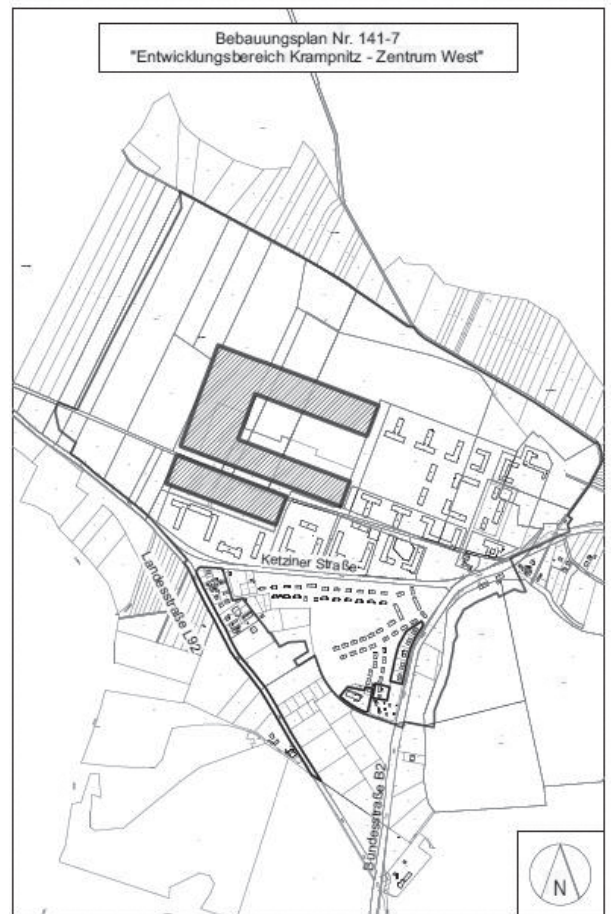 Bebauungsplan Nr. 141-7
"Entwicklungsbereich Krampnitz - Zentrum West"
Ketziner Straße
Landesstraße L92
Bundesstraße B2
N